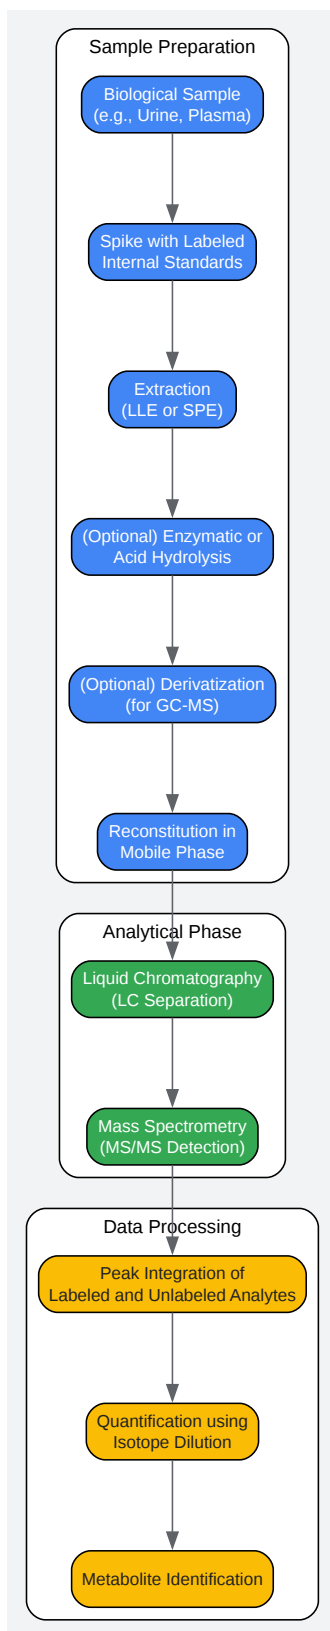 Sample Preparation
Biological Sample
(e.g., Urine, Plasma)
Spike with Labeled
Internal Standards
Extraction
(LLE or SPE)
(Optional) Enzymatic or
Acid Hydrolysis
(Optional) Derivatization
(for GC-MS)
Reconstitution in
Mobile Phase
Analytical Phase
Liquid Chromatography
(LC Separation)
Mass Spectrometry
(MS/MS Detection)
Data Processing
Peak Integration of
Labeled and Unlabeled Analytes
Quantification using
Isotope Dilution
Metabolite Identification